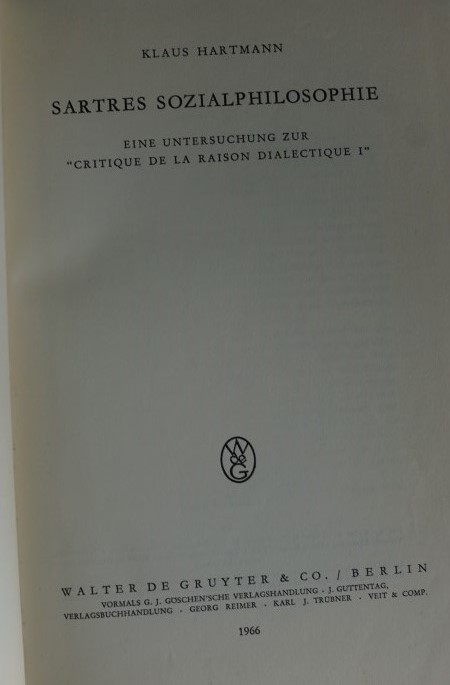 KLAUS HARTMANN
SARTRES SOZIALPHILOSOPHIE
EINE UNTERSUCHUNG ZUR
"CRITIQUE DE LA RAISON DIALECTIQUE I"
W
de
G
WALTER DE GRUYTER & CO. / BERLIN
VORMALS G. J. GÖSCHEN'SCHE VERLAGSHANDLUNG · J. GUTTENTAG,
VERLAGSBUCHHANDLUNG · GEORG REIMER · KARL J. TRÜBNER · VEIT & COMP.
1966